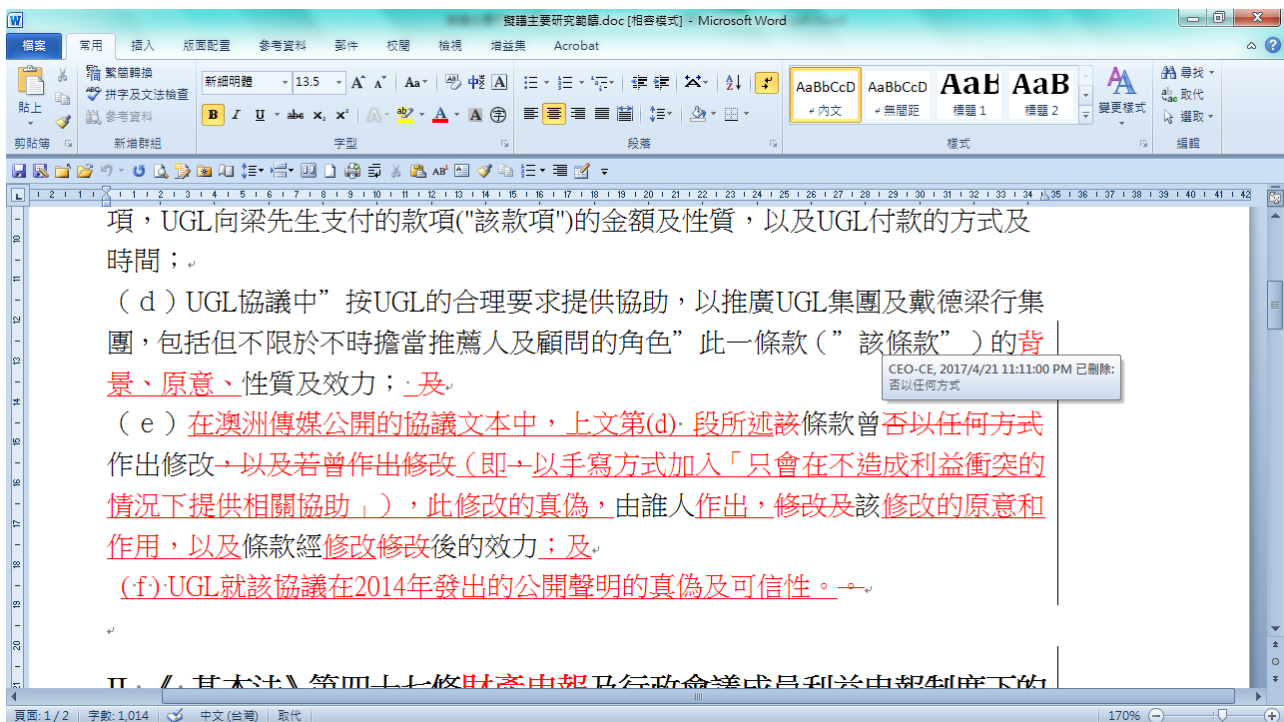 擬議主要研究範疇.doc [相容模式] - Microsoft Word
檔案 常用 插入 版面配置 參考資料 郵件 校閱 檢視 增益集 Acrobat
貼上
繁簡轉換
拼字及文法檢查
參考資料
新細明體 13.5
AaBbCcD AaBbCcD AaB AaB
內文 無間距 標題 1 標題 2
變更樣式
尋找
取代
選取
剪貼簿 新增群組 字型 段落 樣式 編輯
項，UGL向梁先生支付的款項("該款項")的金額及性質，以及UGL付款的方式及
時間；
（d）UGL協議中”按UGL的合理要求提供協助，以推廣UGL集團及戴德梁行集
團，包括但不限於不時擔當推薦人及顧問的角色”此一條款（”該條款”）的背
景、原意、性質及效力；及
CEO-CE, 2017/4/21 11:11:00 PM 已刪除:
否以任何方式
（e）在澳洲傳媒公開的協議文本中，上文第(d) 段所述該條款曾否以任何方式
作出修改，以及若曾作出修改（即，以手寫方式加入「只會在不造成利益衝突的
情況下提供相關協助」），此修改的真偽，由誰人作出，修改及該修改的原意和
作用，以及條款經修改修改後的效力；及
(f) UGL就該協議在2014年發出的公開聲明的真偽及可信性。。
II 《 基本法》第四十七條財產申報及行政會議成員利益申報制度下的
頁面: 1 / 2 字數: 1,014 中文 (台灣) 取代 170%